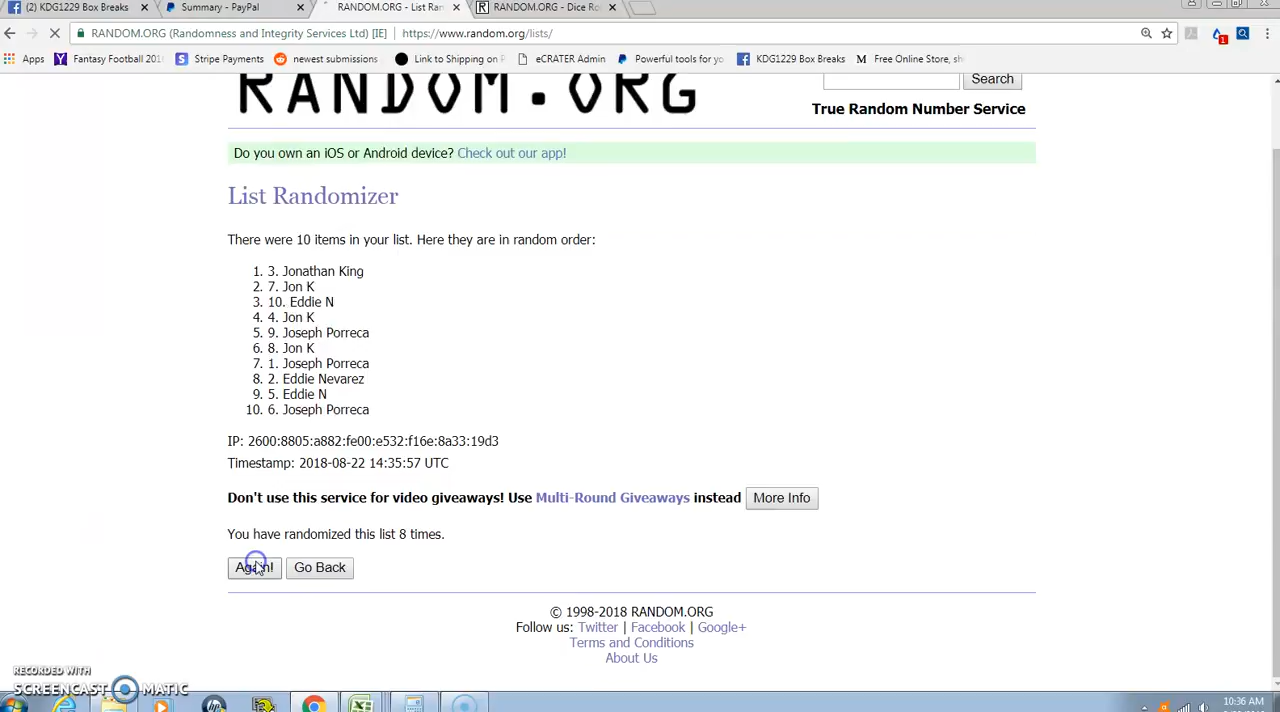 (2) KDG1229 Box Breaks
Summary - PayPal
RANDOM.ORG - List Ran
RANDOM.ORG - Dice Ro
RANDOM.ORG (Randomness and Integrity Services Ltd) [IE] https://www.random.org/lists/
Apps Fantasy Football 201 Stripe Payments newest submissions Link to Shipping on P eCRATER Admin Powerful tools for yo KDG1229 Box Breaks Free Online Store, sh
RANDOM.ORG
Search
True Random Number Service
Do you own an iOS or Android device? Check out our app!
List Randomizer
There were 10 items in your list. Here they are in random order:
1. 3. Jonathan King
2. 7. Jon K
3. 10. Eddie N
4. 4. Jon K
5. 9. Joseph Porreca
6. 8. Jon K
7. 1. Joseph Porreca
8. 2. Eddie Nevarez
9. 5. Eddie N
10. 6. Joseph Porreca
IP: 2600:8805:a882:fe00:e532:f16e:8a33:19d3
Timestamp: 2018-08-22 14:35:57 UTC
Don't use this service for video giveaways! Use Multi-Round Giveaways instead More Info
You have randomized this list 8 times.
Again! Go Back
© 1998-2018 RANDOM.ORG
Follow us: Twitter | Facebook | Google+
Terms and Conditions
About Us
RECORDED WITH
SCREENCAST MATIC
10:36 AM